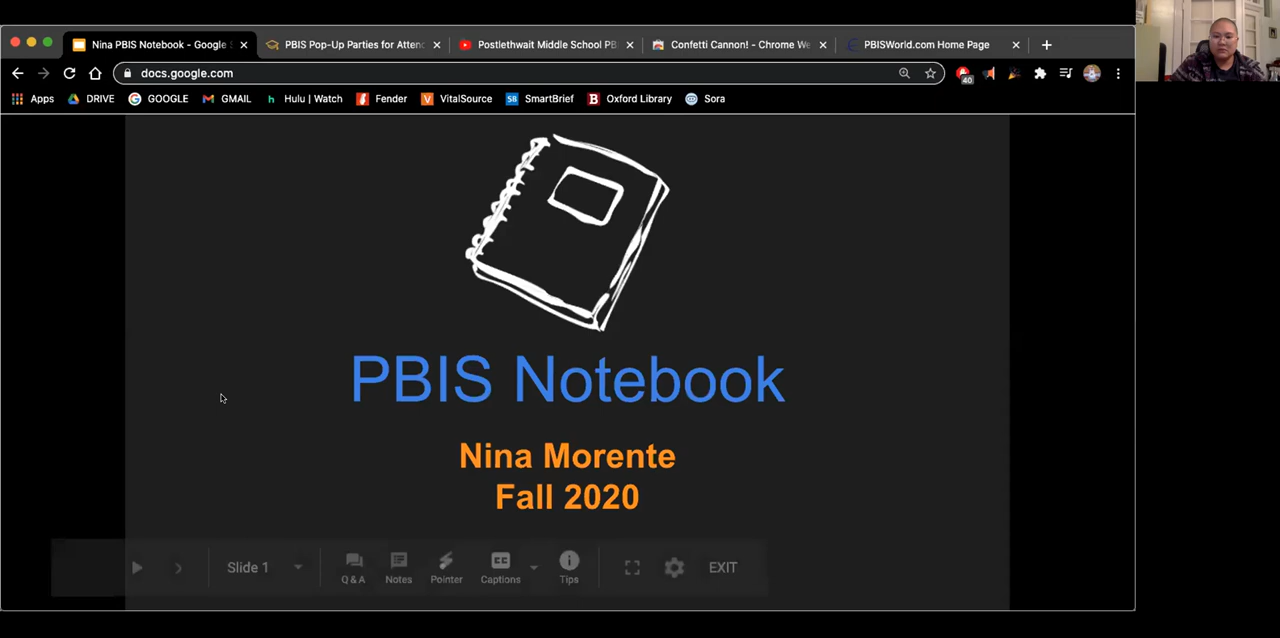 Nina PBIS Notebook - Google S
PBIS Pop-Up Parties for Attend
Postlethwait Middle School PB
Confetti Cannon! - Chrome We
PBISWorld.com Home Page
docs.google.com
40
Apps DRIVE GOOGLE GMAIL Hulu | Watch Fender VitalSource SmartBrief Oxford Library Sora
PBIS Notebook
Nina Morente
Fall 2020
Slide 1
Q & A Notes Pointer Captions Tips
EXIT